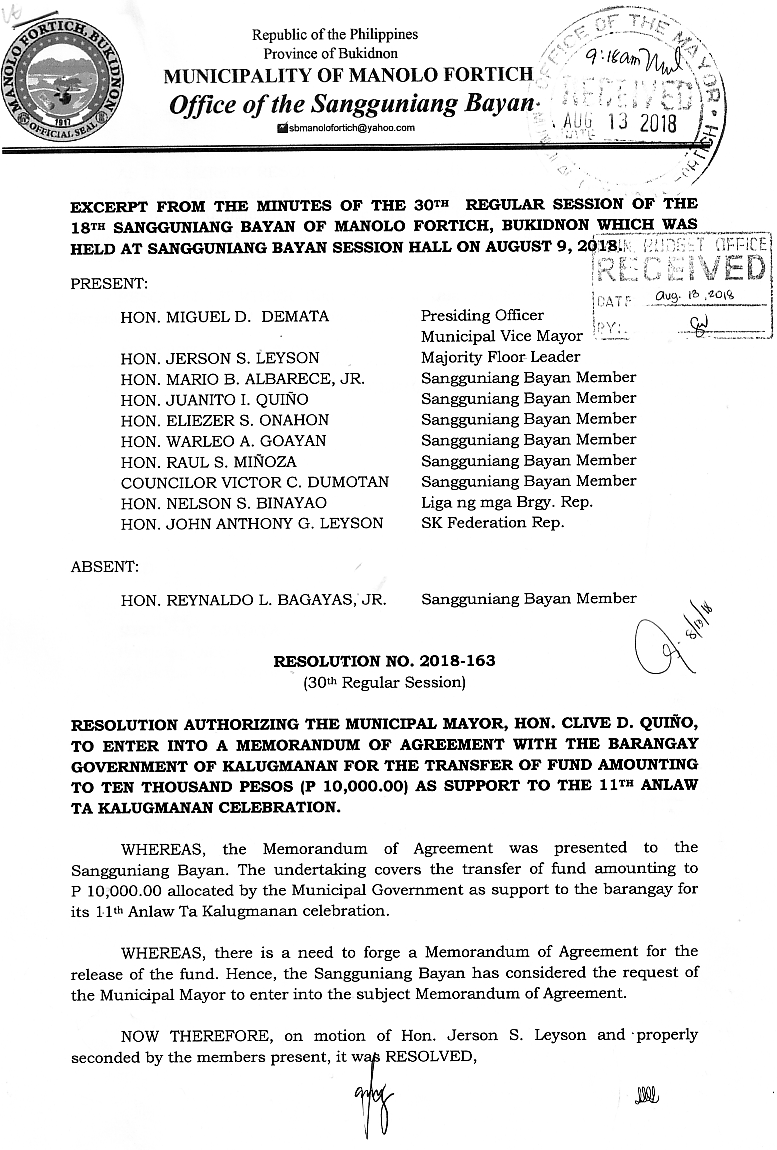 MANOLO FORTICH, BUKIDNON
1917
OFFICIAL SEAL
Republic of the Philippines
Province of Bukidnon
MUNICIPALITY OF MANOLO FORTICH
Office of the Sangguniang Bayan
sbmanolofortich@yahoo.com
OFFICE OF THE MAYOR
9:18am
RECEIVED
AUG 13 2018
DATE
EXCERPT FROM THE MINUTES OF THE 30TH REGULAR SESSION OF THE
18TH SANGGUNIANG BAYAN OF MANOLO FORTICH, BUKIDNON WHICH WAS
HELD AT SANGGUNIANG BAYAN SESSION HALL ON AUGUST 9, 2018.
BUDGET OFFICE
RECEIVED
DATE Aug. 13, 2018
BY:
PRESENT:
HON. MIGUEL D. DEMATA Presiding Officer
Municipal Vice Mayor
HON. JERSON S. LEYSON Majority Floor Leader
HON. MARIO B. ALBARECE, JR. Sangguniang Bayan Member
HON. JUANITO I. QUIÑO Sangguniang Bayan Member
HON. ELIEZER S. ONAHON Sangguniang Bayan Member
HON. WARLEO A. GOAYAN Sangguniang Bayan Member
HON. RAUL S. MIÑOZA Sangguniang Bayan Member
COUNCILOR VICTOR C. DUMOTAN Sangguniang Bayan Member
HON. NELSON S. BINAYAO Liga ng mga Brgy. Rep.
HON. JOHN ANTHONY G. LEYSON SK Federation Rep.
ABSENT:
HON. REYNALDO L. BAGAYAS, JR. Sangguniang Bayan Member
8/13/18
RESOLUTION NO. 2018-163
(30th Regular Session)
RESOLUTION AUTHORIZING THE MUNICIPAL MAYOR, HON. CLIVE D. QUIÑO,
TO ENTER INTO A MEMORANDUM OF AGREEMENT WITH THE BARANGAY
GOVERNMENT OF KALUGMANAN FOR THE TRANSFER OF FUND AMOUNTING
TO TEN THOUSAND PESOS (P 10,000.00) AS SUPPORT TO THE 11TH ANLAW
TA KALUGMANAN CELEBRATION.
WHEREAS, the Memorandum of Agreement was presented to the
Sangguniang Bayan. The undertaking covers the transfer of fund amounting to
P 10,000.00 allocated by the Municipal Government as support to the barangay for
its 11th Anlaw Ta Kalugmanan celebration.
WHEREAS, there is a need to forge a Memorandum of Agreement for the
release of the fund. Hence, the Sangguniang Bayan has considered the request of
the Municipal Mayor to enter into the subject Memorandum of Agreement.
NOW THEREFORE, on motion of Hon. Jerson S. Leyson and properly
seconded by the members present, it was RESOLVED,